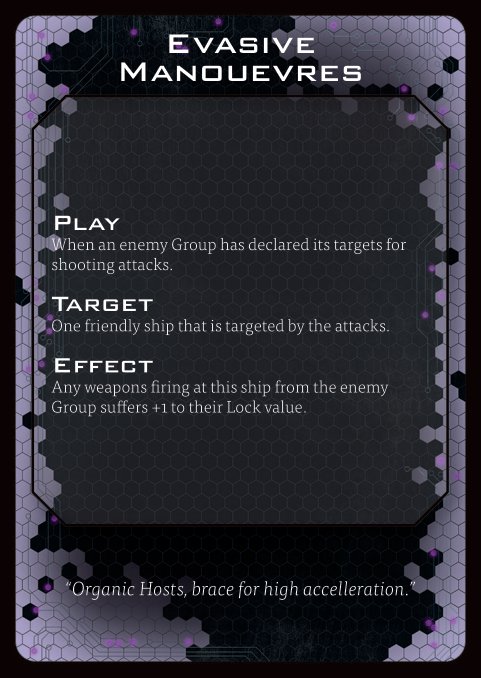 Evasive
Manouevres
Play
When an enemy Group has declared its targets for
shooting attacks.
Target
One friendly ship that is targeted by the attacks.
Effect
Any weapons firing at this ship from the enemy
Group suffers +1 to their Lock value.
“Organic Hosts, brace for high accelleration.”